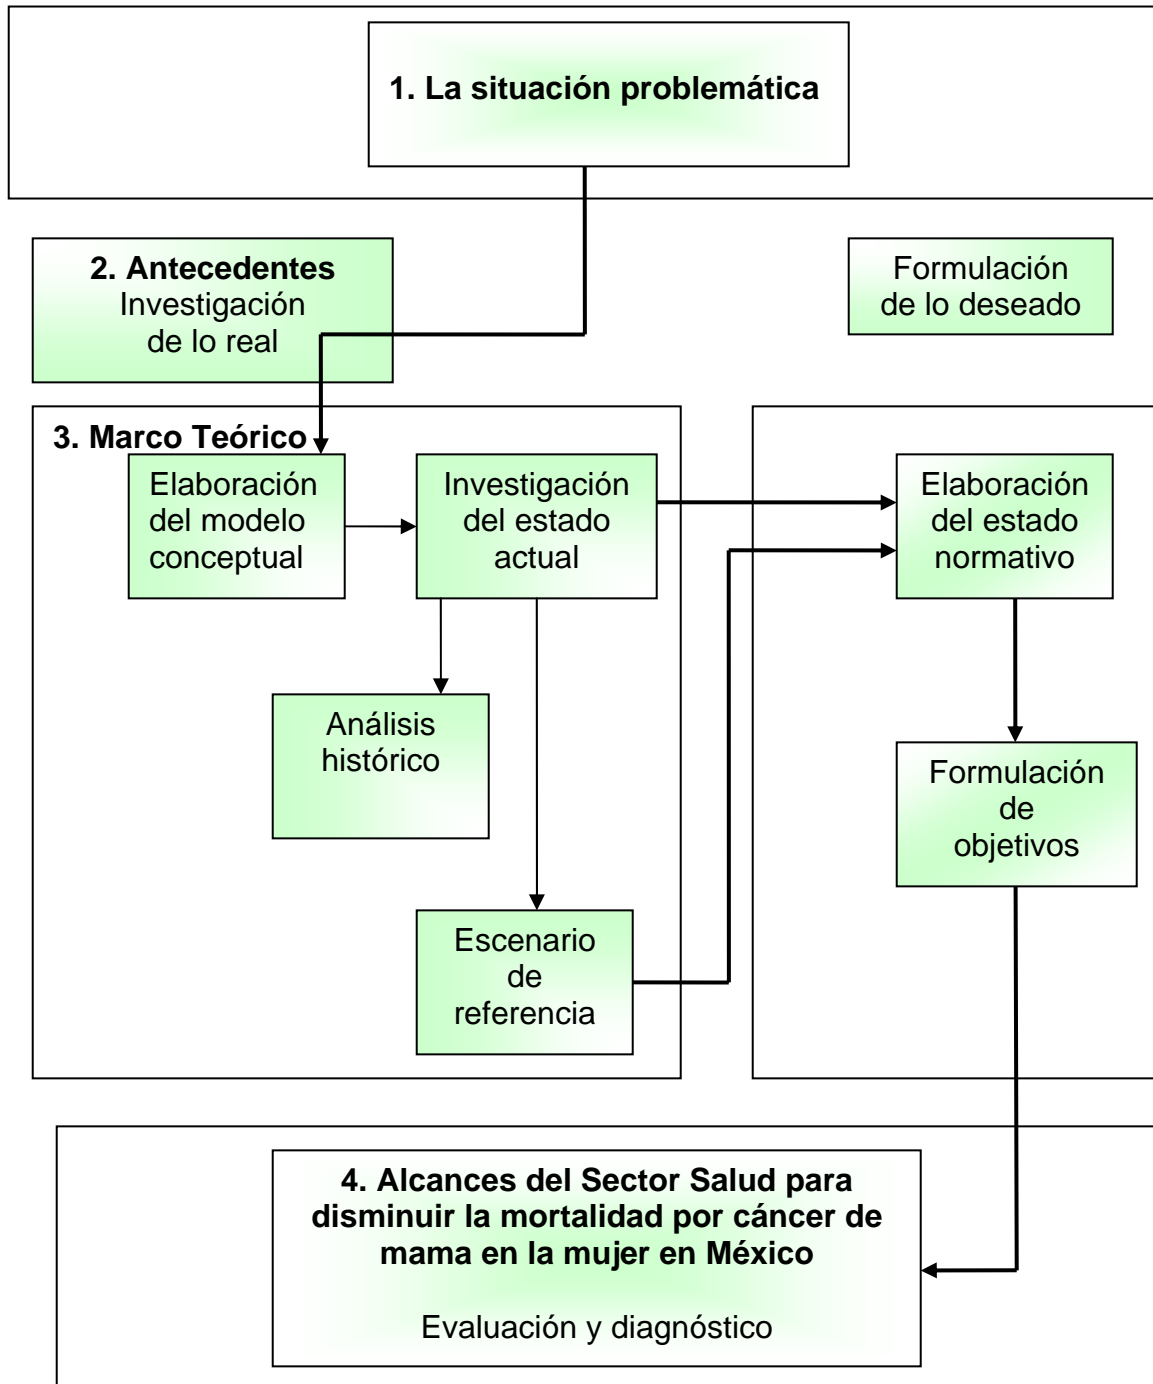 1. La situación problemática
2. Antecedentes
Investigación
de lo real
Formulación
de lo deseado
3. Marco Teórico
Elaboración
del modelo
conceptual
Investigación
del estado
actual
Elaboración
del estado
normativo
Análisis
histórico
Formulación
de
objetivos
Escenario
de
referencia
4. Alcances del Sector Salud para
disminuir la mortalidad por cáncer de
mama en la mujer en México
Evaluación y diagnóstico